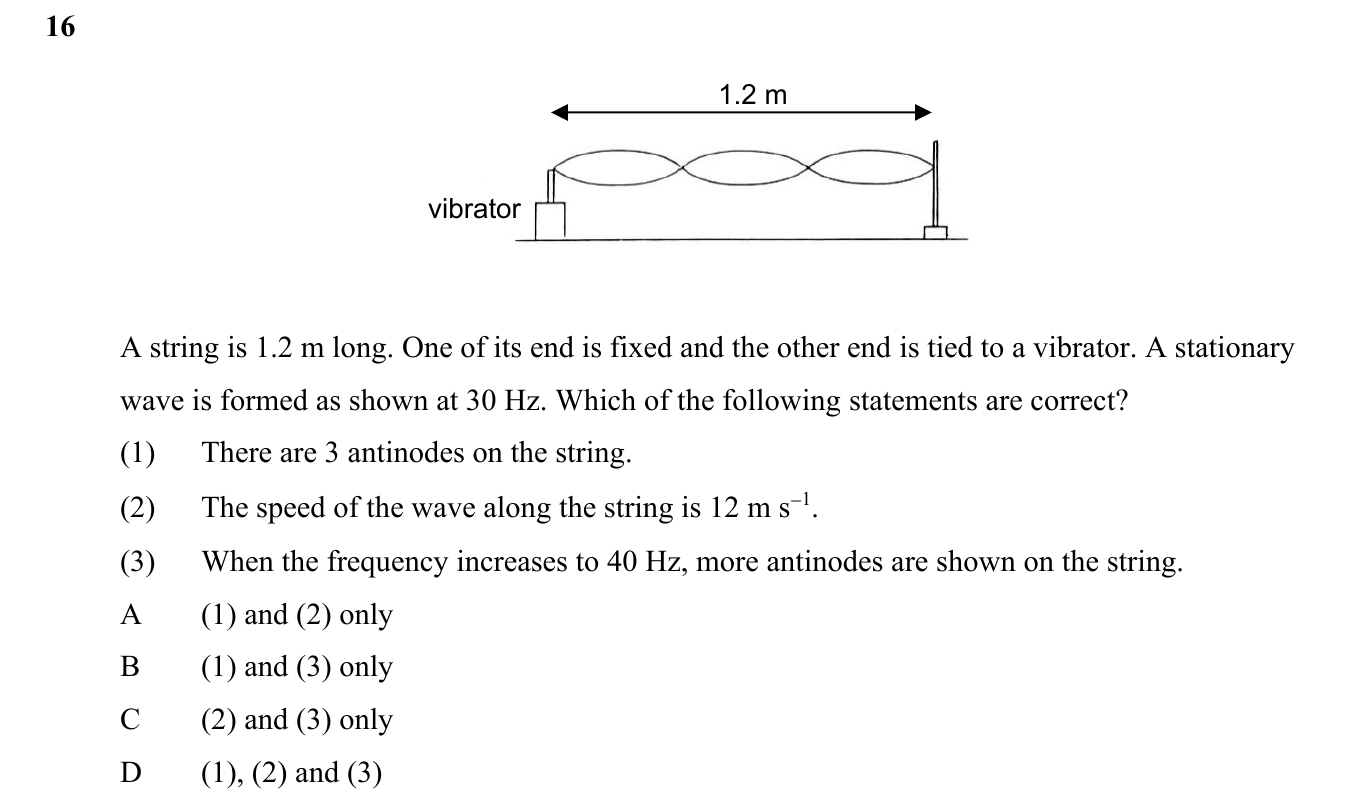 16
1.2 m
vibrator
A string is 1.2 m long. One of its end is fixed and the other end is tied to a vibrator. A stationary
wave is formed as shown at 30 Hz. Which of the following statements are correct?
(1) There are 3 antinodes on the string.
(2) The speed of the wave along the string is 12 m s⁻¹.
(3) When the frequency increases to 40 Hz, more antinodes are shown on the string.
A (1) and (2) only
B (1) and (3) only
C (2) and (3) only
D (1), (2) and (3)